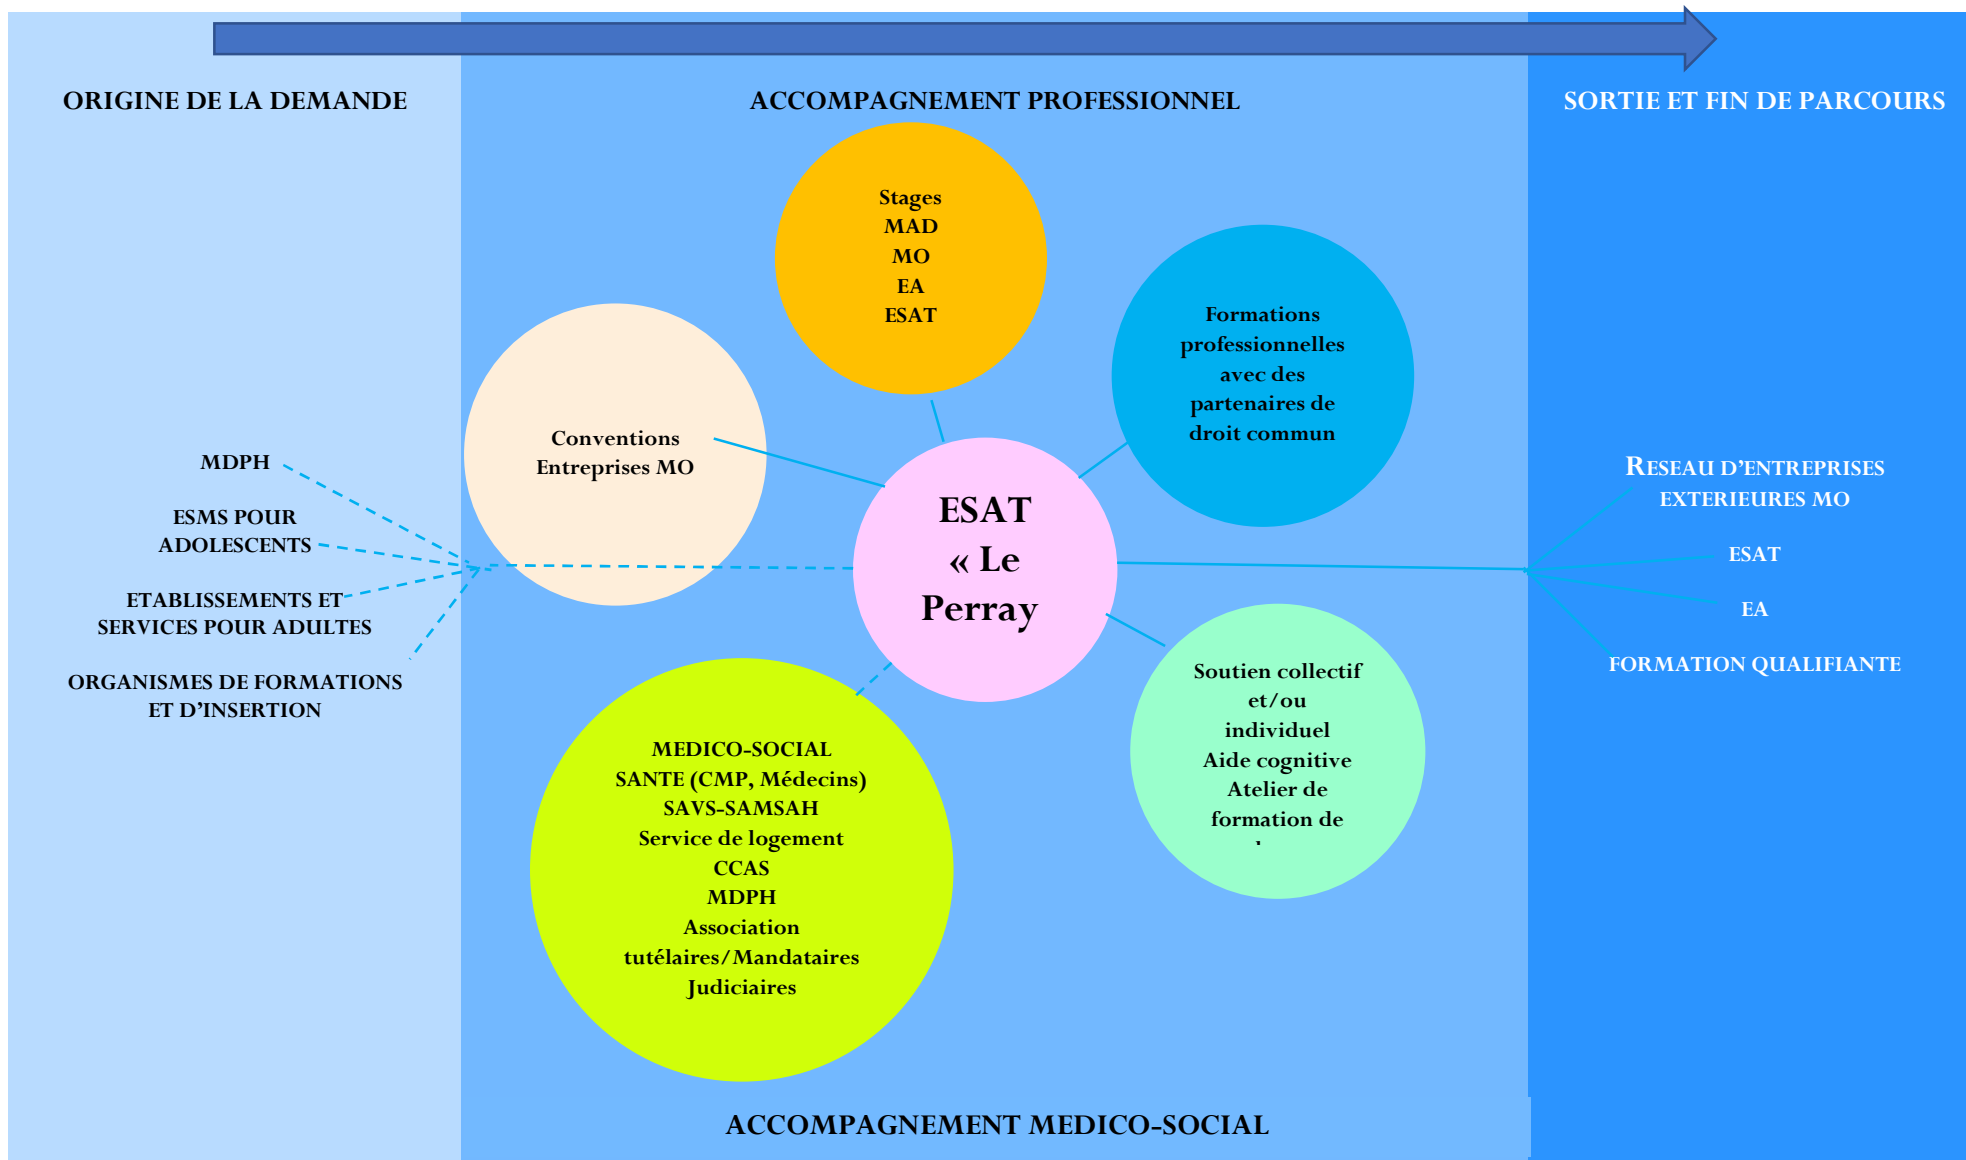 ORIGINE DE LA DEMANDE
ACCOMPAGNEMENT PROFESSIONNEL
SORTIE ET FIN DE PARCOURS
MDPH
ESMS POUR
ADOLESCENTS
ETABLISSEMENTS ET
SERVICES POUR ADULTES
ORGANISMES DE FORMATIONS
ET D’INSERTION
Stages
MAD
MO
EA
ESAT
Conventions
Entreprises MO
Formations
professionnelles
avec des
partenaires de
droit commun
ESAT
« Le
Perray
MEDICO-SOCIAL
SANTE (CMP, Médecins)
SAVS-SAMSAH
Service de logement
CCAS
MDPH
Association
tutélaires/Mandataires
Judiciaires
Soutien collectif
et/ou
individuel
Aide cognitive
Atelier de
formation de
RESEAU D’ENTREPRISES
EXTERIEURES MO
ESAT
EA
FORMATION QUALIFIANTE
ACCOMPAGNEMENT MEDICO-SOCIAL